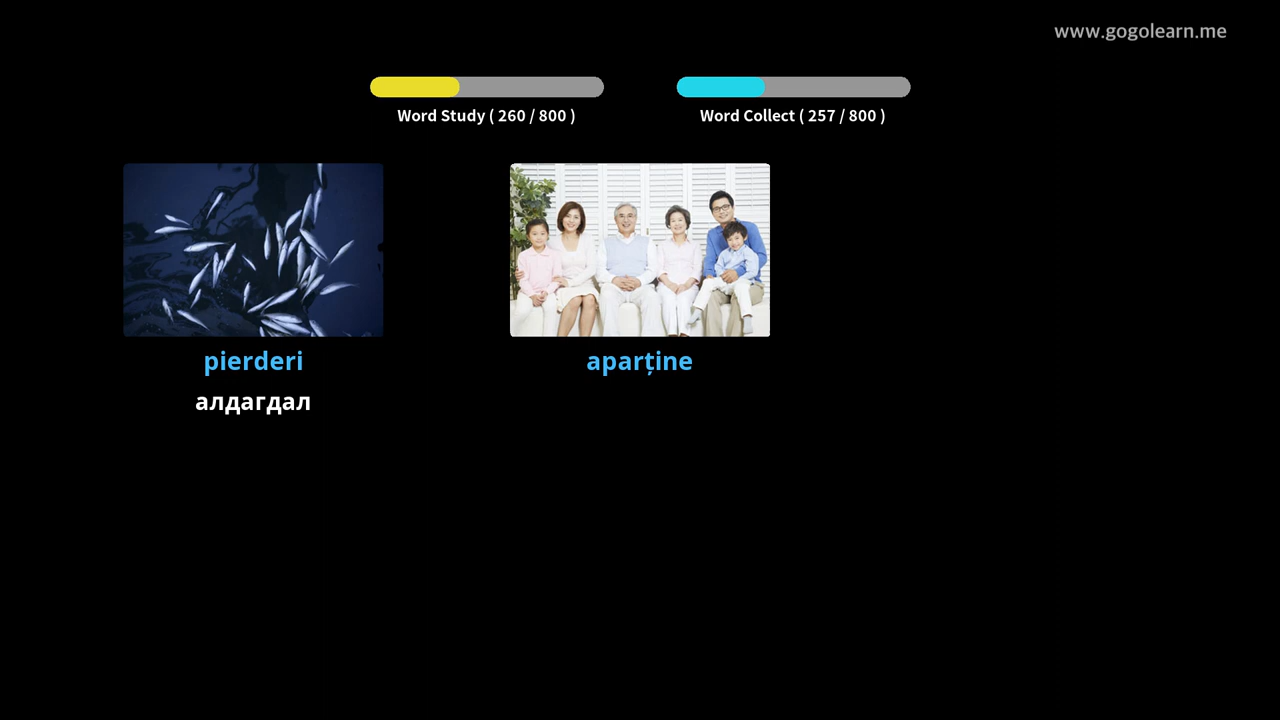 www.gogolearn.me
Word Study ( 260 / 800 )
Word Collect ( 257 / 800 )
pierderi
aparține
алдагдал